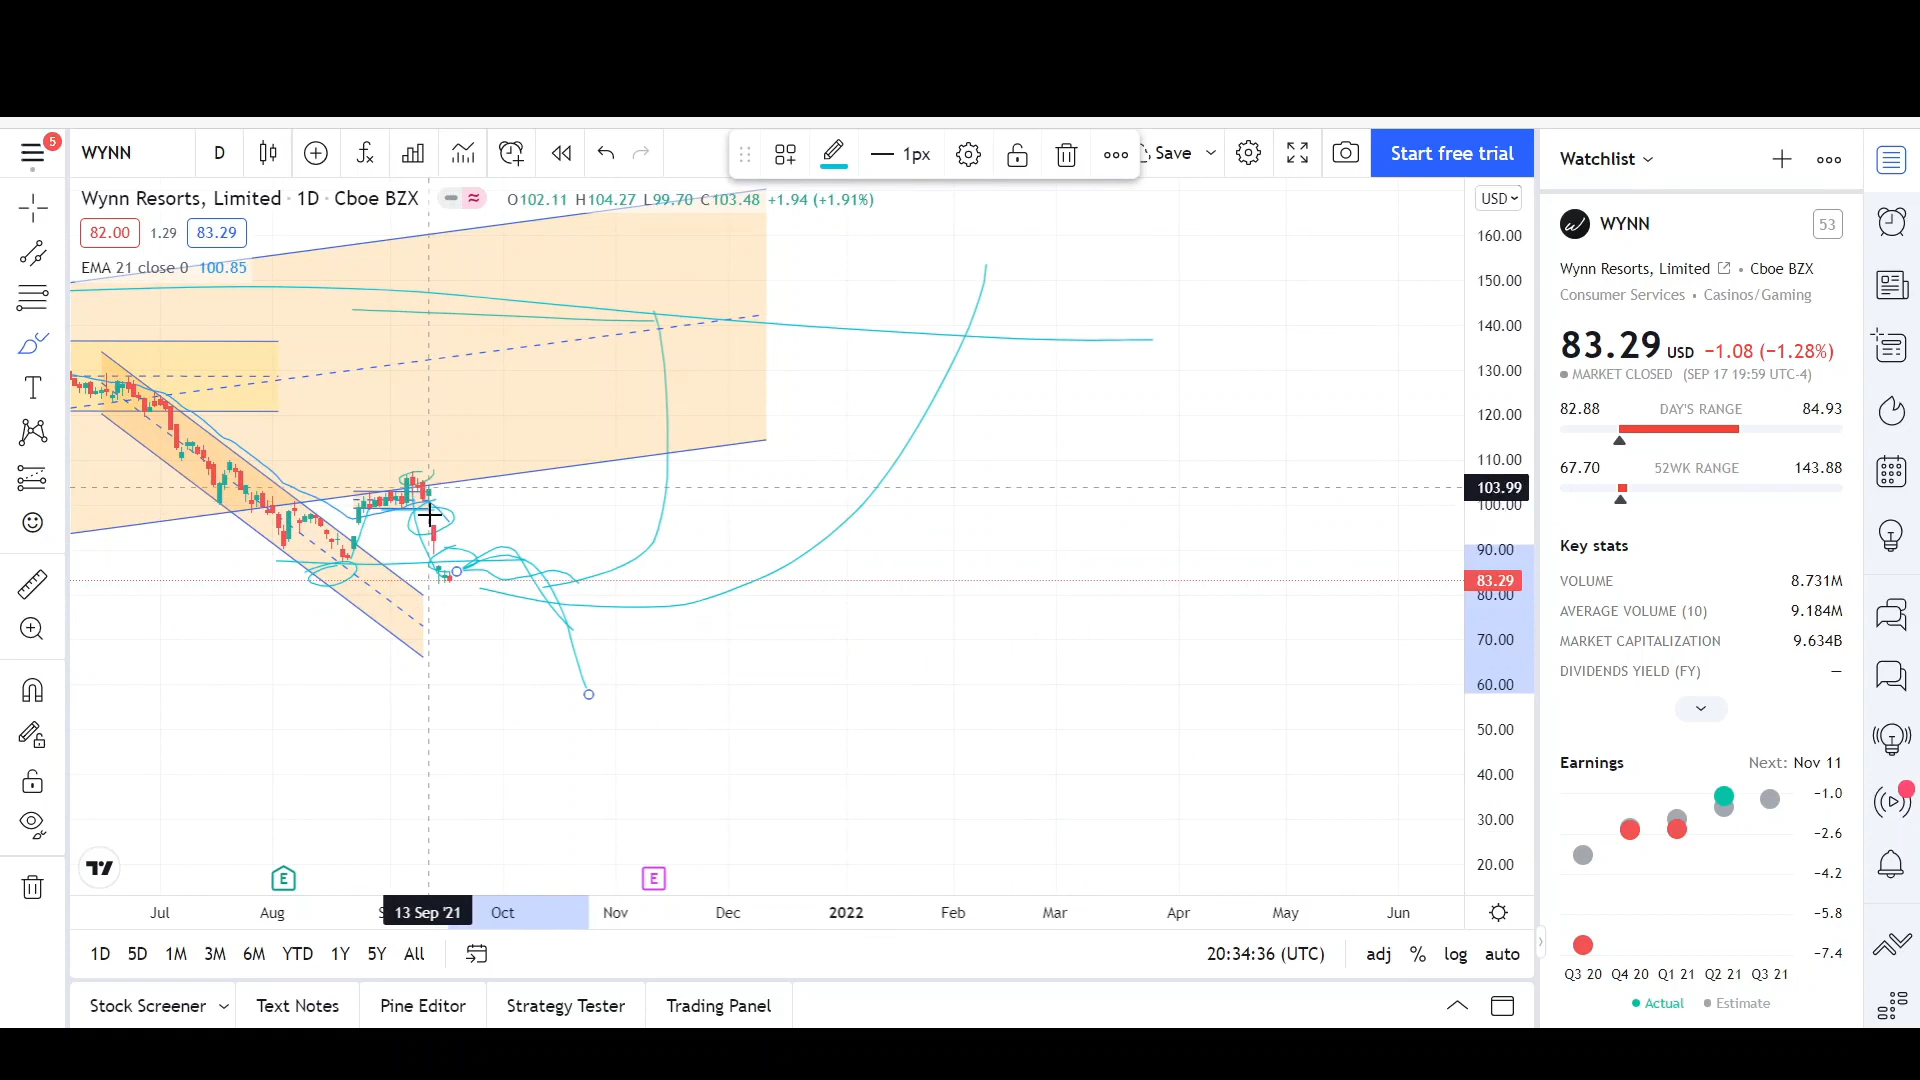 5
WYNN
D
1px
Save
Start free trial
Watchlist
Wynn Resorts, Limited · 1D · Cboe BZX
O102.11 H104.27 L99.70 C103.48 +1.94 (+1.91%)
USD
82.00 1.29 83.29
EMA 21 close 0 100.85
160.00
150.00
140.00
130.00
120.00
110.00
103.99
100.00
90.00
83.29
80.00
70.00
60.00
50.00
40.00
30.00
20.00
E
E
Jul
Aug
13 Sep '21
Oct
Nov
Dec
2022
Feb
Mar
Apr
May
Jun
1D 5D 1M 3M 6M YTD 1Y 5Y All
20:34:36 (UTC)
adj % log auto
Stock Screener
Text Notes
Pine Editor
Strategy Tester
Trading Panel
WYNN
53
Wynn Resorts, Limited • Cboe BZX
Consumer Services • Casinos/Gaming
83.29 USD −1.08 (−1.28%)
MARKET CLOSED (SEP 17 19:59 UTC-4)
82.88 DAY'S RANGE 84.93
67.70 52WK RANGE 143.88
Key stats
VOLUME 8.731M
AVERAGE VOLUME (10) 9.184M
MARKET CAPITALIZATION 9.634B
DIVIDENDS YIELD (FY) —
Earnings Next: Nov 11
−1.0
−2.6
−4.2
−5.8
−7.4
Q3 20 Q4 20 Q1 21 Q2 21 Q3 21
Actual Estimate